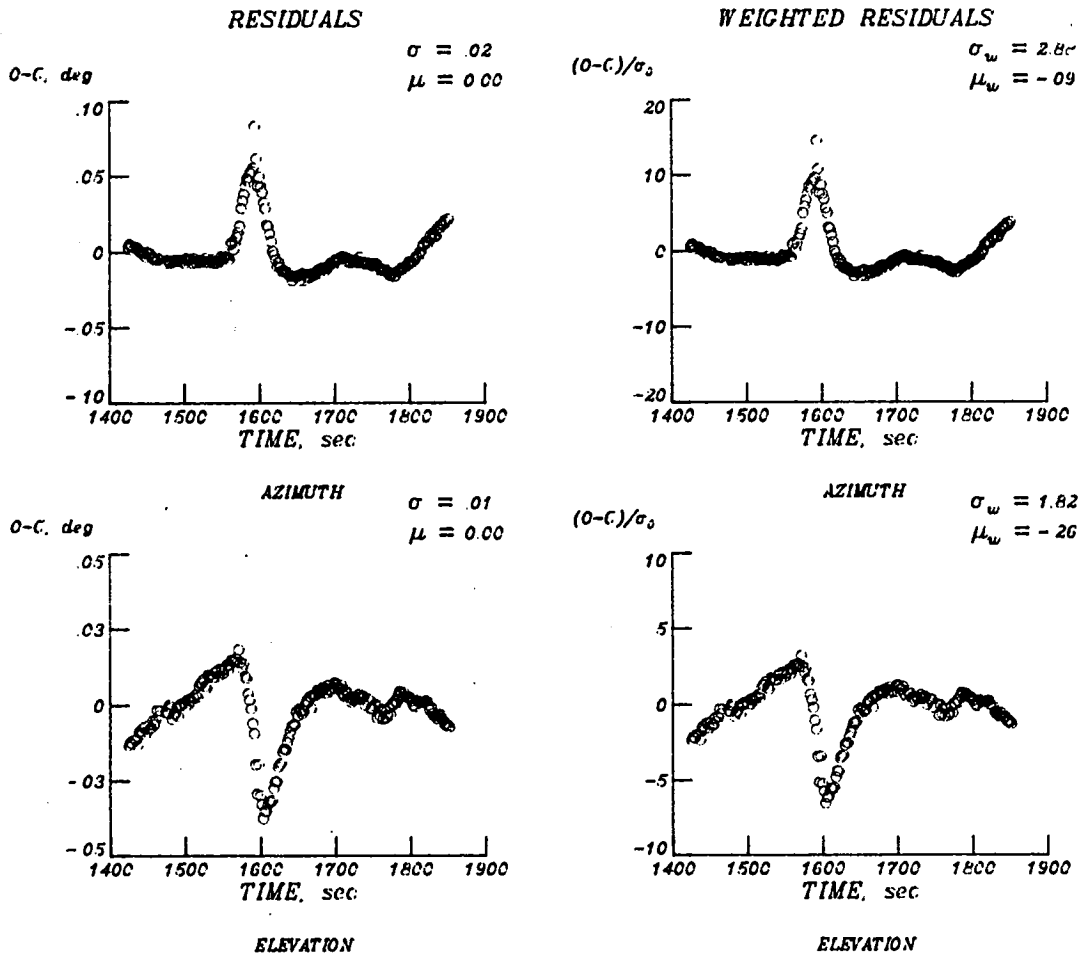 RESIDUALS
σ = .02
μ = 0.00
O-C, deg
.10
.05
0
-.05
-.10
1400 1500 1600 1700 1800 1900
TIME, sec
AZIMUTH
WEIGHTED RESIDUALS
σw = 2.8
μw = -09
(O-C)/σ
20
10
0
-10
-20
1400 1500 1600 1700 1800 1900
TIME, sec
AZIMUTH
σ = .01
μ = 0.00
O-C, deg
.05
.03
0
-.03
-.05
1400 1500 1600 1700 1800 1900
TIME, sec
ELEVATION
σw = 1.82
μw = -26
(O-C)/σ
10
5
0
-5
-10
1400 1500 1600 1700 1800 1900
TIME, sec
ELEVATION